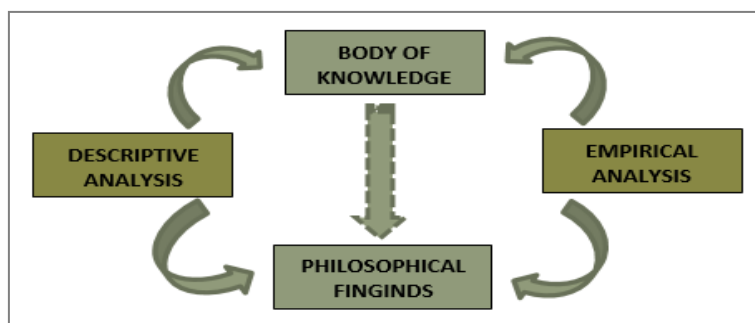 BODY OF
KNOWLEDGE
DESCRIPTIVE
ANALYSIS
EMPIRICAL
ANALYSIS
PHILOSOPHICAL
FINGINDS